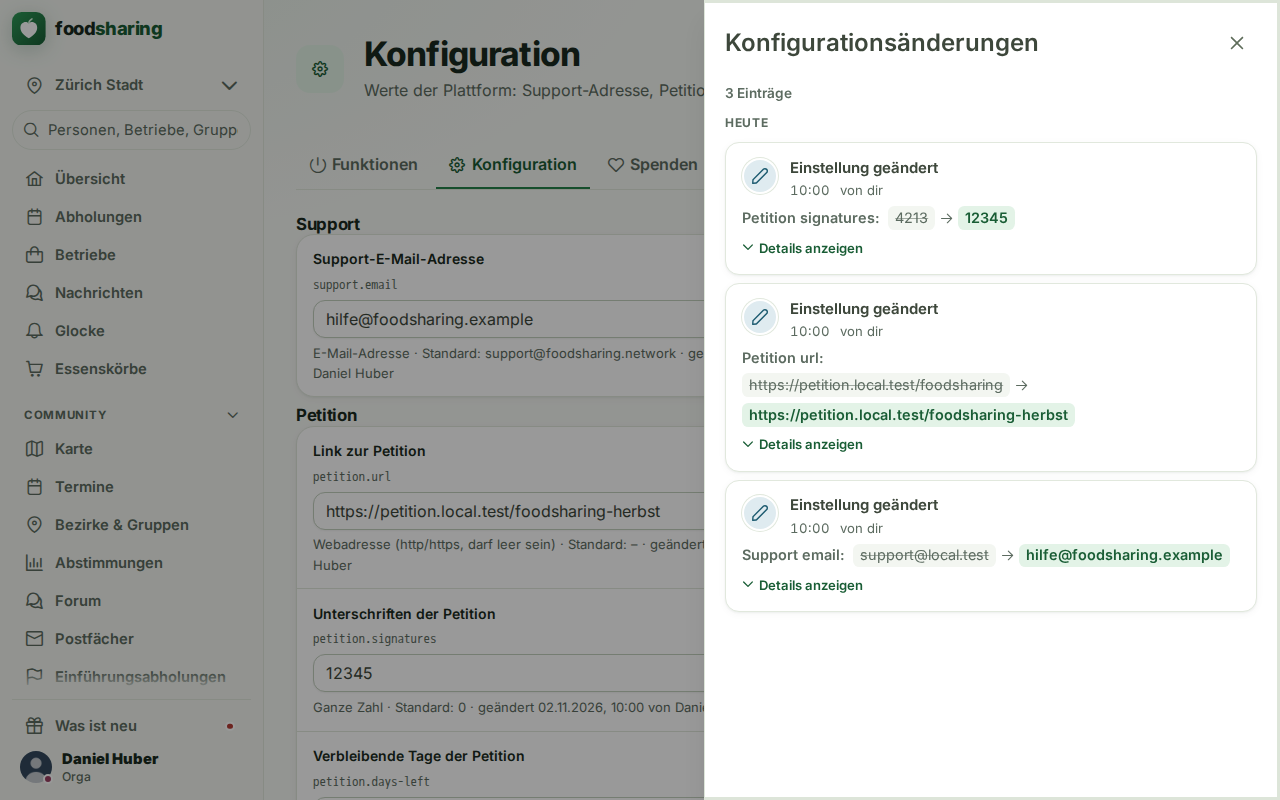 foodsharing
Zürich Stadt
Personen, Betriebe, Grupp
Übersicht
Abholungen
Betriebe
Nachrichten
Glocke
Essenskörbe
COMMUNITY
Karte
Termine
Bezirke & Gruppen
Abstimmungen
Forum
Postfächer
Einführungsabholungen
Was ist neu
Daniel Huber
Orga
Konfiguration
Werte der Plattform: Support-Adresse, Petitio
Funktionen
Konfiguration
Spenden
Support
Support-E-Mail-Adresse
support.email
hilfe@foodsharing.example
E-Mail-Adresse · Standard: support@foodsharing.network · ge
Daniel Huber
Petition
Link zur Petition
petition.url
https://petition.local.test/foodsharing-herbst
Webadresse (http/https, darf leer sein) · Standard: – · geändert
Huber
Unterschriften der Petition
petition.signatures
12345
Ganze Zahl · Standard: 0 · geändert 02.11.2026, 10:00 von Danie
Verbleibende Tage der Petition
petition.days-left
Konfigurationsänderungen
3 Einträge
HEUTE
Einstellung geändert
10:00 von dir
Petition signatures: 4213 → 12345
Details anzeigen
Einstellung geändert
10:00 von dir
Petition url:
https://petition.local.test/foodsharing →
https://petition.local.test/foodsharing-herbst
Details anzeigen
Einstellung geändert
10:00 von dir
Support email: support@local.test → hilfe@foodsharing.example
Details anzeigen